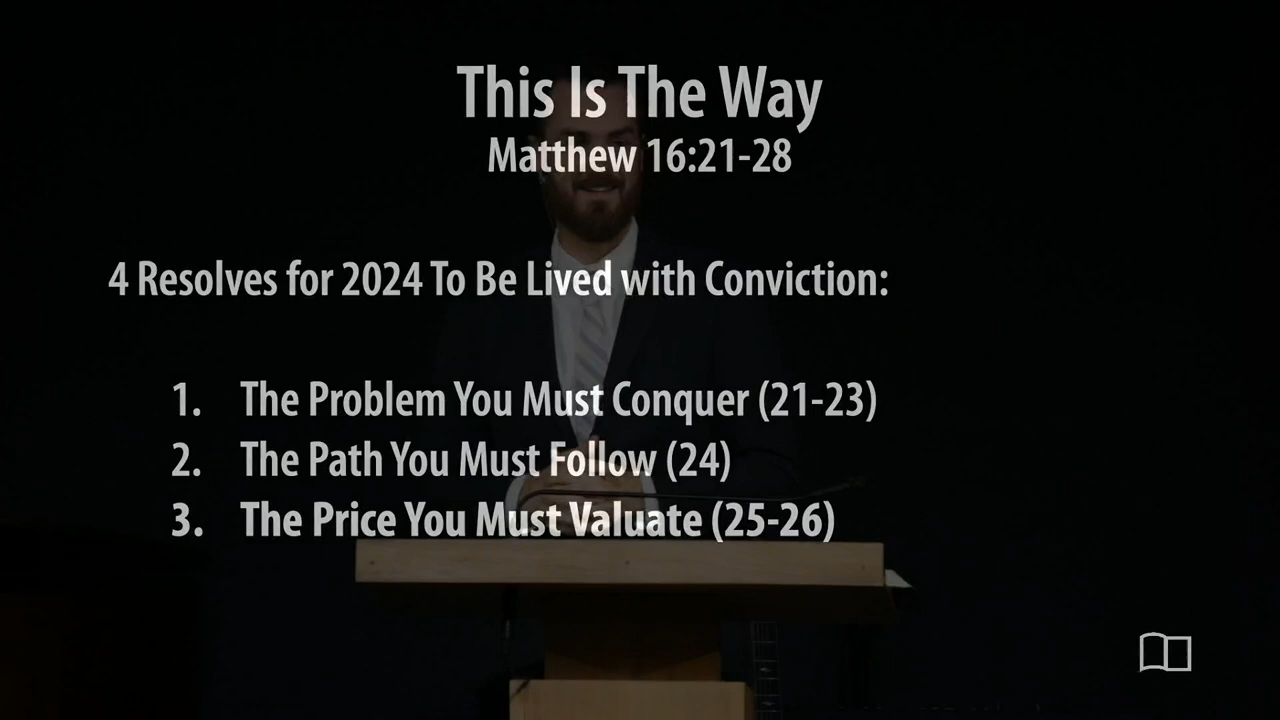 This Is The Way
Matthew 16:21-28
4 Resolves for 2024 To Be Lived with Conviction:
1. The Problem You Must Conquer (21-23)
2. The Path You Must Follow (24)
3. The Price You Must Valuate (25-26)